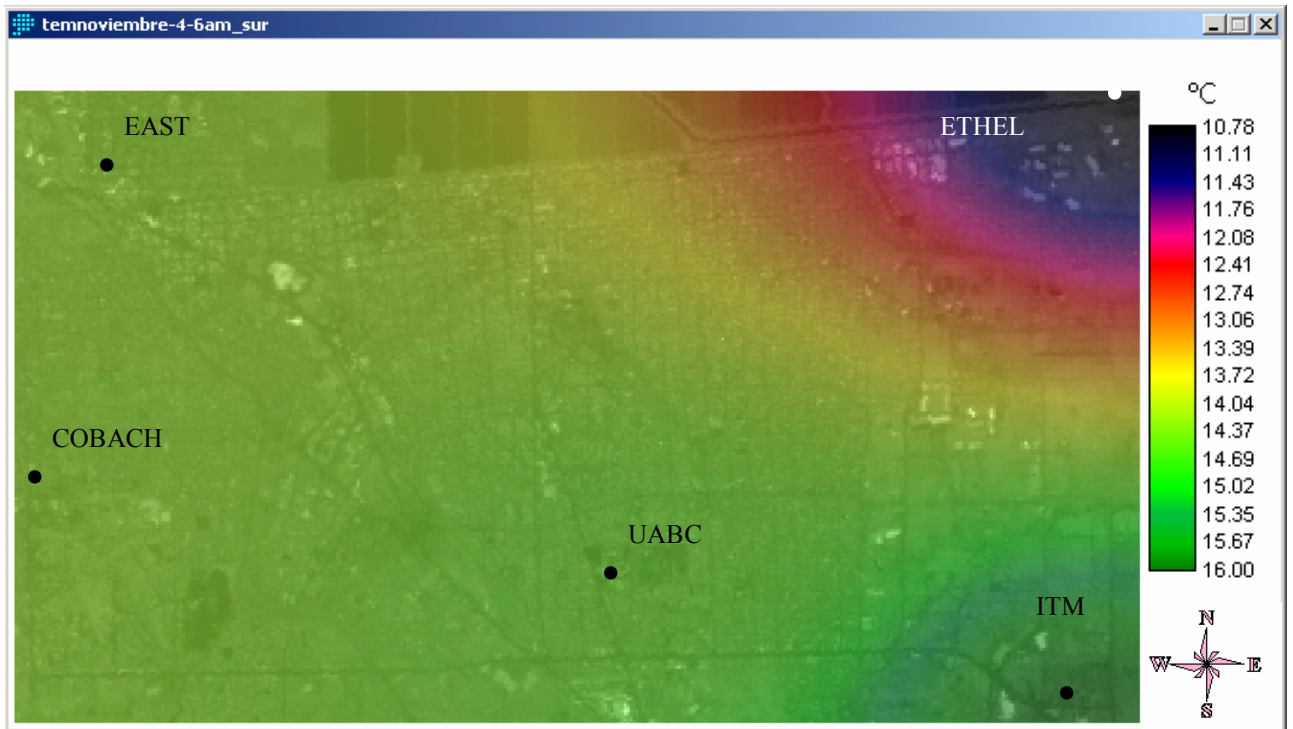 temnoviembre-4-6am_sur
°C
EAST
ETHEL
10.78
11.11
11.43
11.76
12.08
12.41
12.74
13.06
13.39
13.72
14.04
14.37
14.69
15.02
15.35
15.67
16.00
COBACH
UABC
ITM
N
W E
S